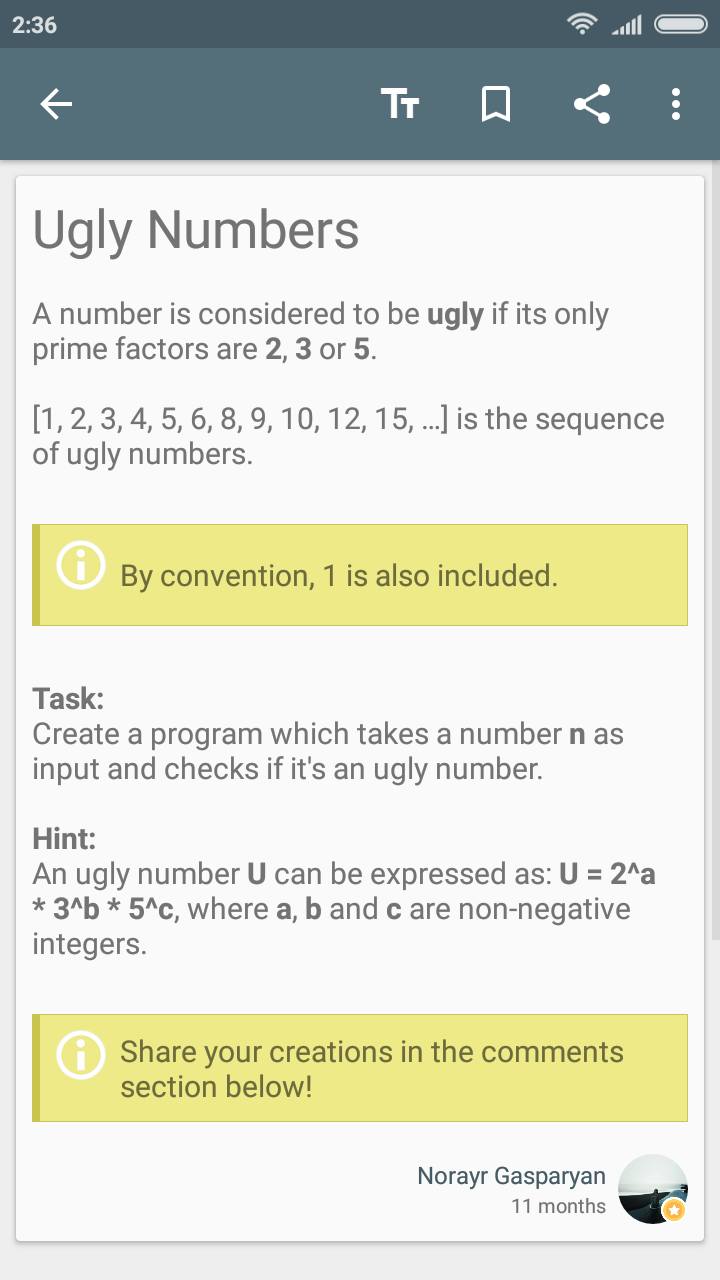 2:36
Tт
Ugly Numbers
A number is considered to be ugly if its only
prime factors are 2, 3 or 5.
[1, 2, 3, 4, 5, 6, 8, 9, 10, 12, 15, ...] is the sequence
of ugly numbers.
By convention, 1 is also included.
Task:
Create a program which takes a number n as
input and checks if it's an ugly number.
Hint:
An ugly number U can be expressed as: U = 2^a
* 3^b * 5^c, where a, b and c are non-negative
integers.
Share your creations in the comments
section below!
Norayr Gasparyan
11 months